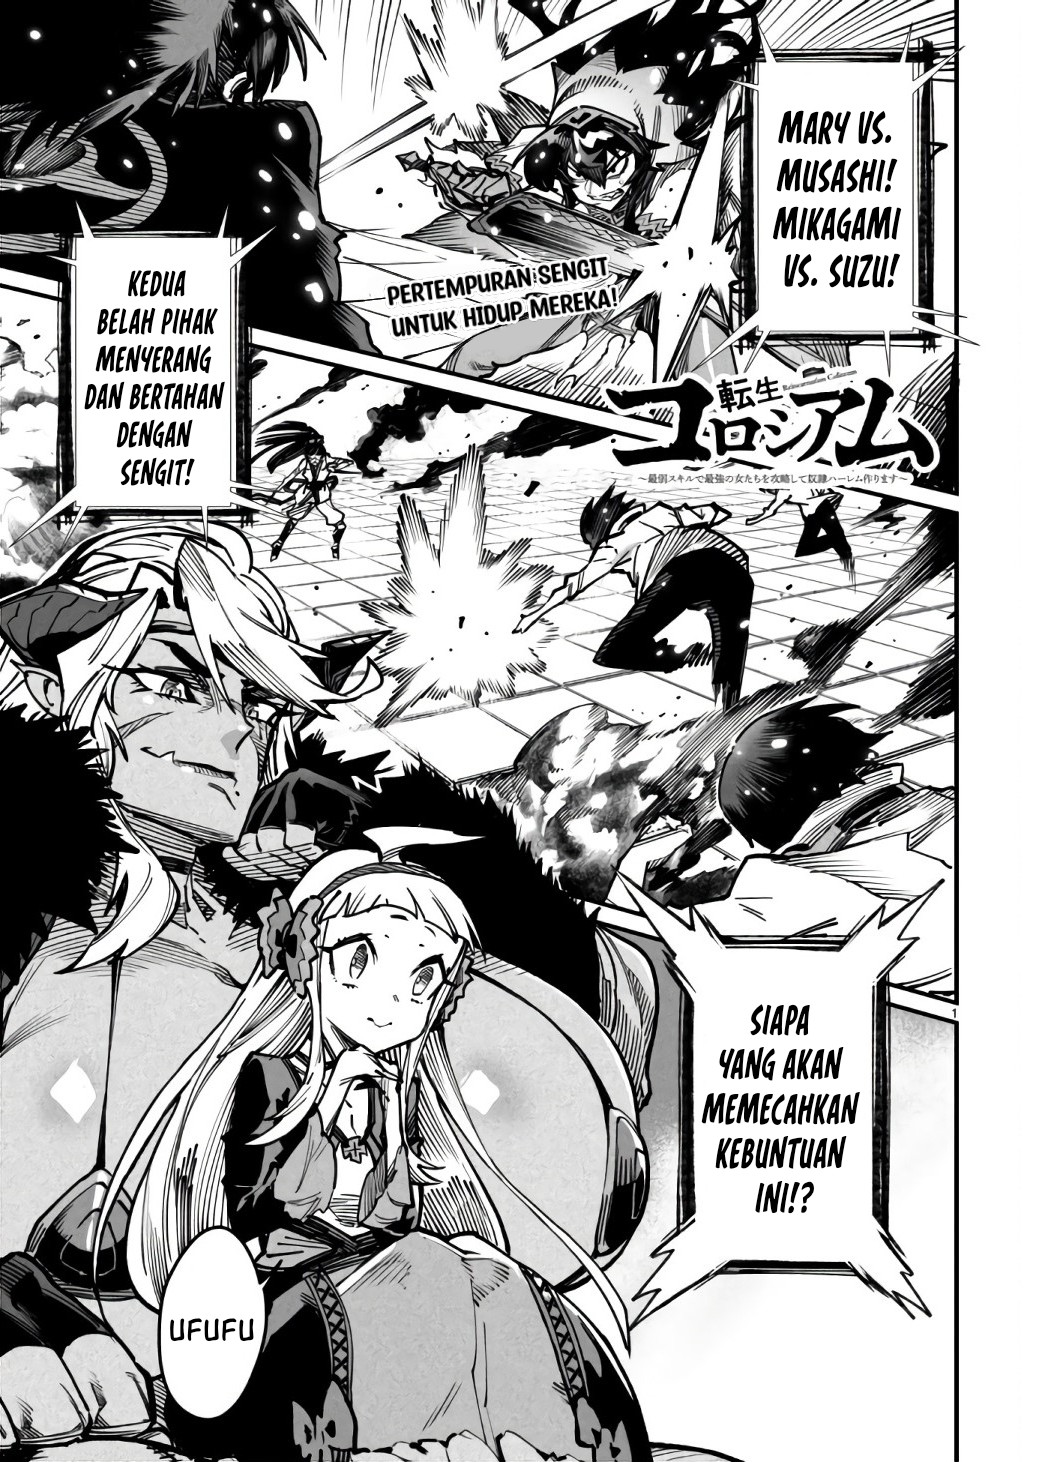 MARY VS.
MUSASHI!
MIKAGAMI
VS. SUZU!
PERTEMPURAN SENGIT
UNTUK HIDUP MEREKA!
KEDUA
BELAH PIHAK
MENYERANG
DAN BERTAHAN
DENGAN
SENGIT!
転生
Reincarnation Colosseum
コロシアム
～最弱スキルで最強の女たちを攻略して奴隷ハーレム作ります～
1
SIAPA
YANG AKAN
MEMECAHKAN
KEBUNTUAN
INI!?
UFUFU